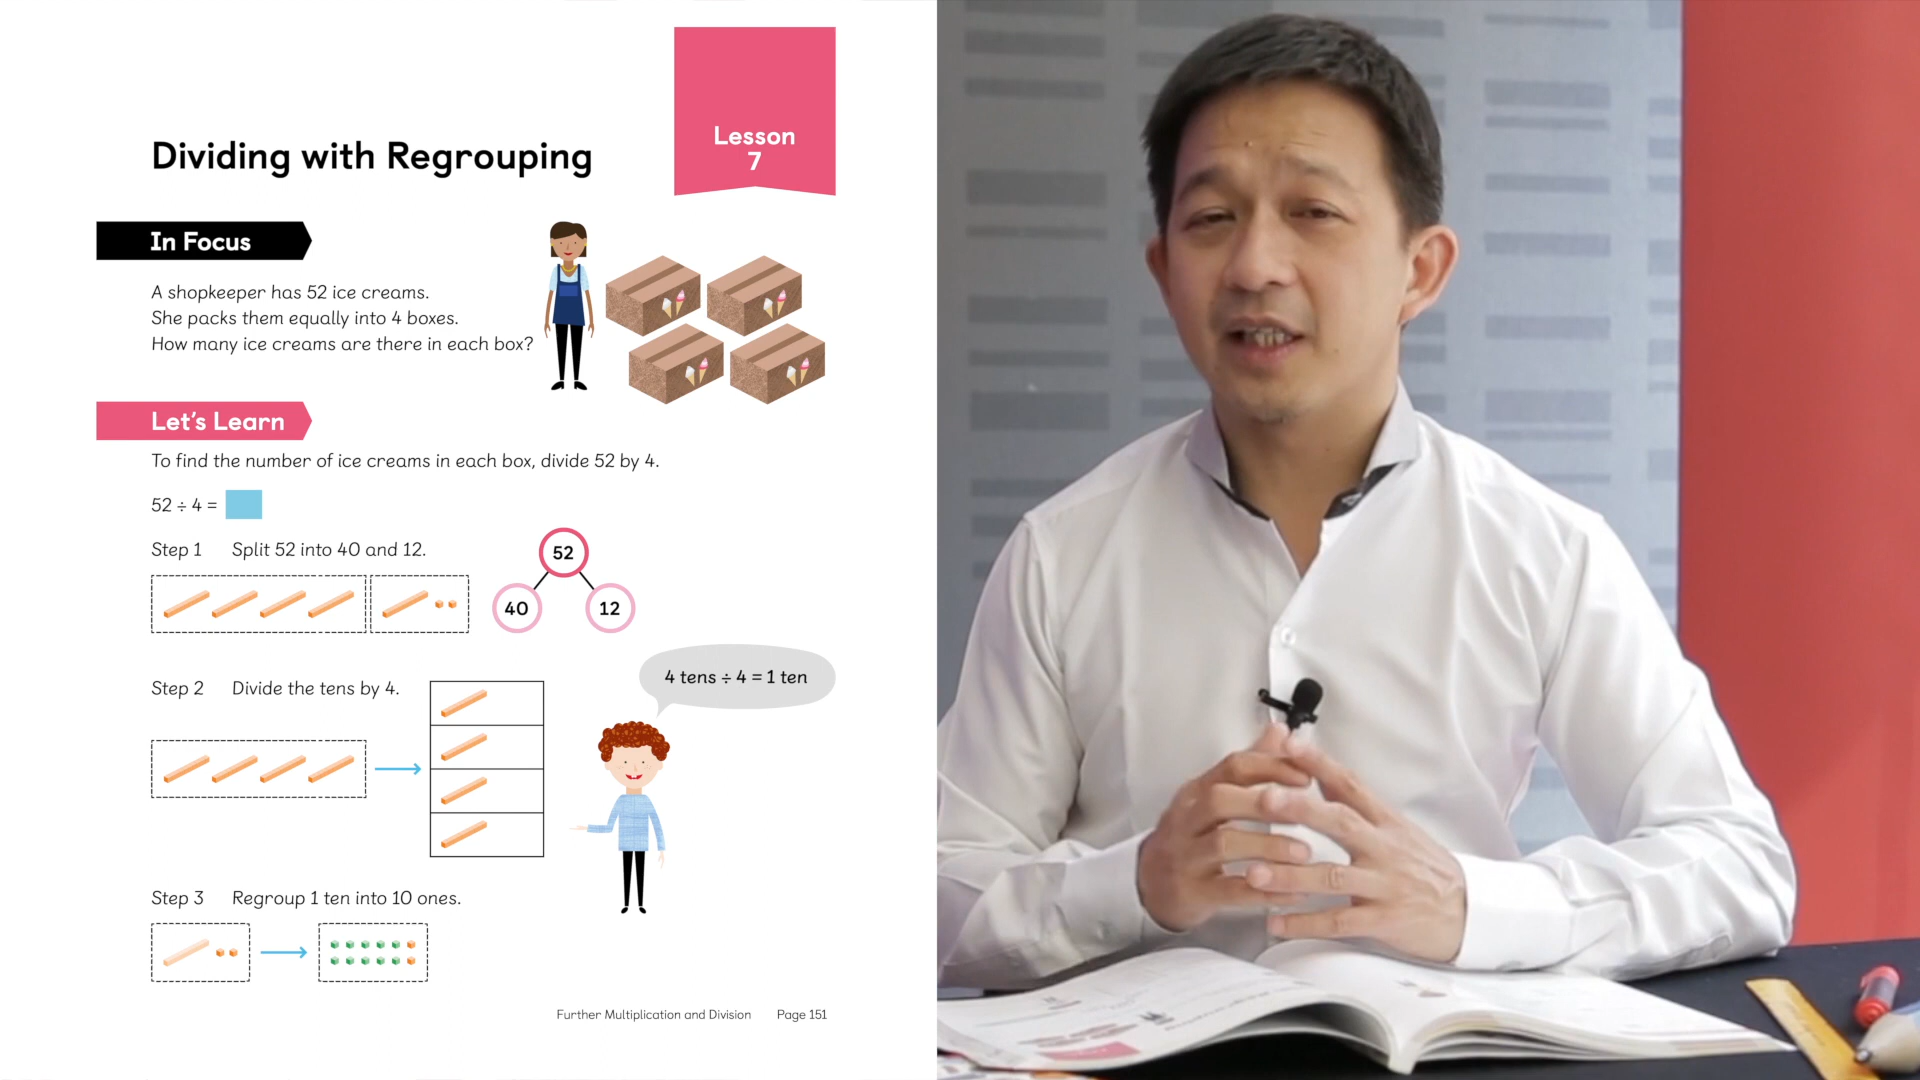 Lesson
7
Dividing with Regrouping
In Focus
A shopkeeper has 52 ice creams.
She packs them equally into 4 boxes.
How many ice creams are there in each box?
Let's Learn
To find the number of ice creams in each box, divide 52 by 4.
52 ÷ 4 =
Step 1 Split 52 into 40 and 12.
52
40 12
4 tens ÷ 4 = 1 ten
Step 2 Divide the tens by 4.
Step 3 Regroup 1 ten into 10 ones.
Further Multiplication and Division Page 151